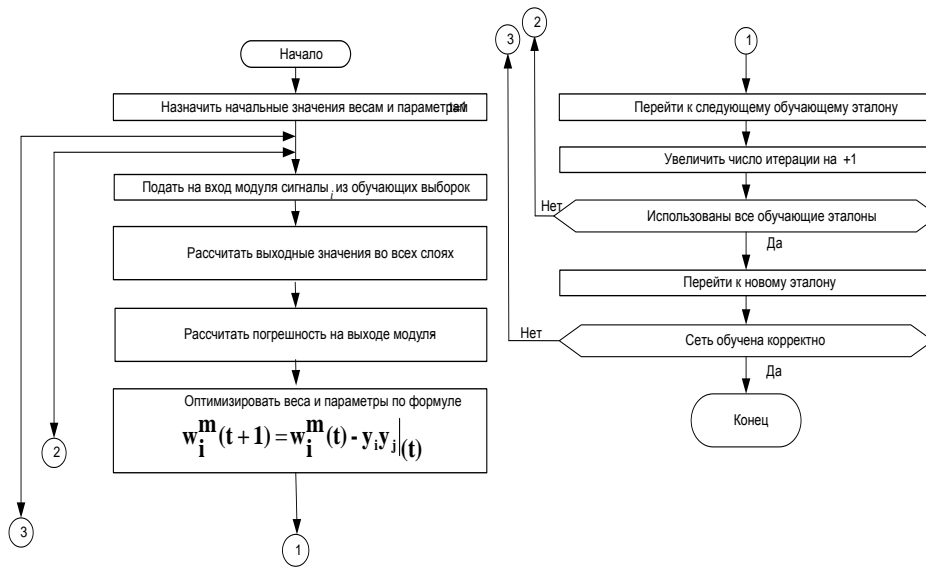 Начало
Назначить начальные значения весам и параметрам t=1
Подать на вход модуля сигналы i из обучающих выборок
Рассчитать выходные значения во всех слоях
Рассчитать погрешность на выходе модуля
Оптимизировать веса и параметры по формуле
w_i^m(t+1) = w_i^m(t) - y_i y_j|(t)
2
3
1
2
3
1
Перейти к следующему обучающему эталону
Увеличить число итерации на +1
Нет
Использованы все обучающие эталоны
Да
Перейти к новому эталону
Нет
Сеть обучена корректно
Да
Конец